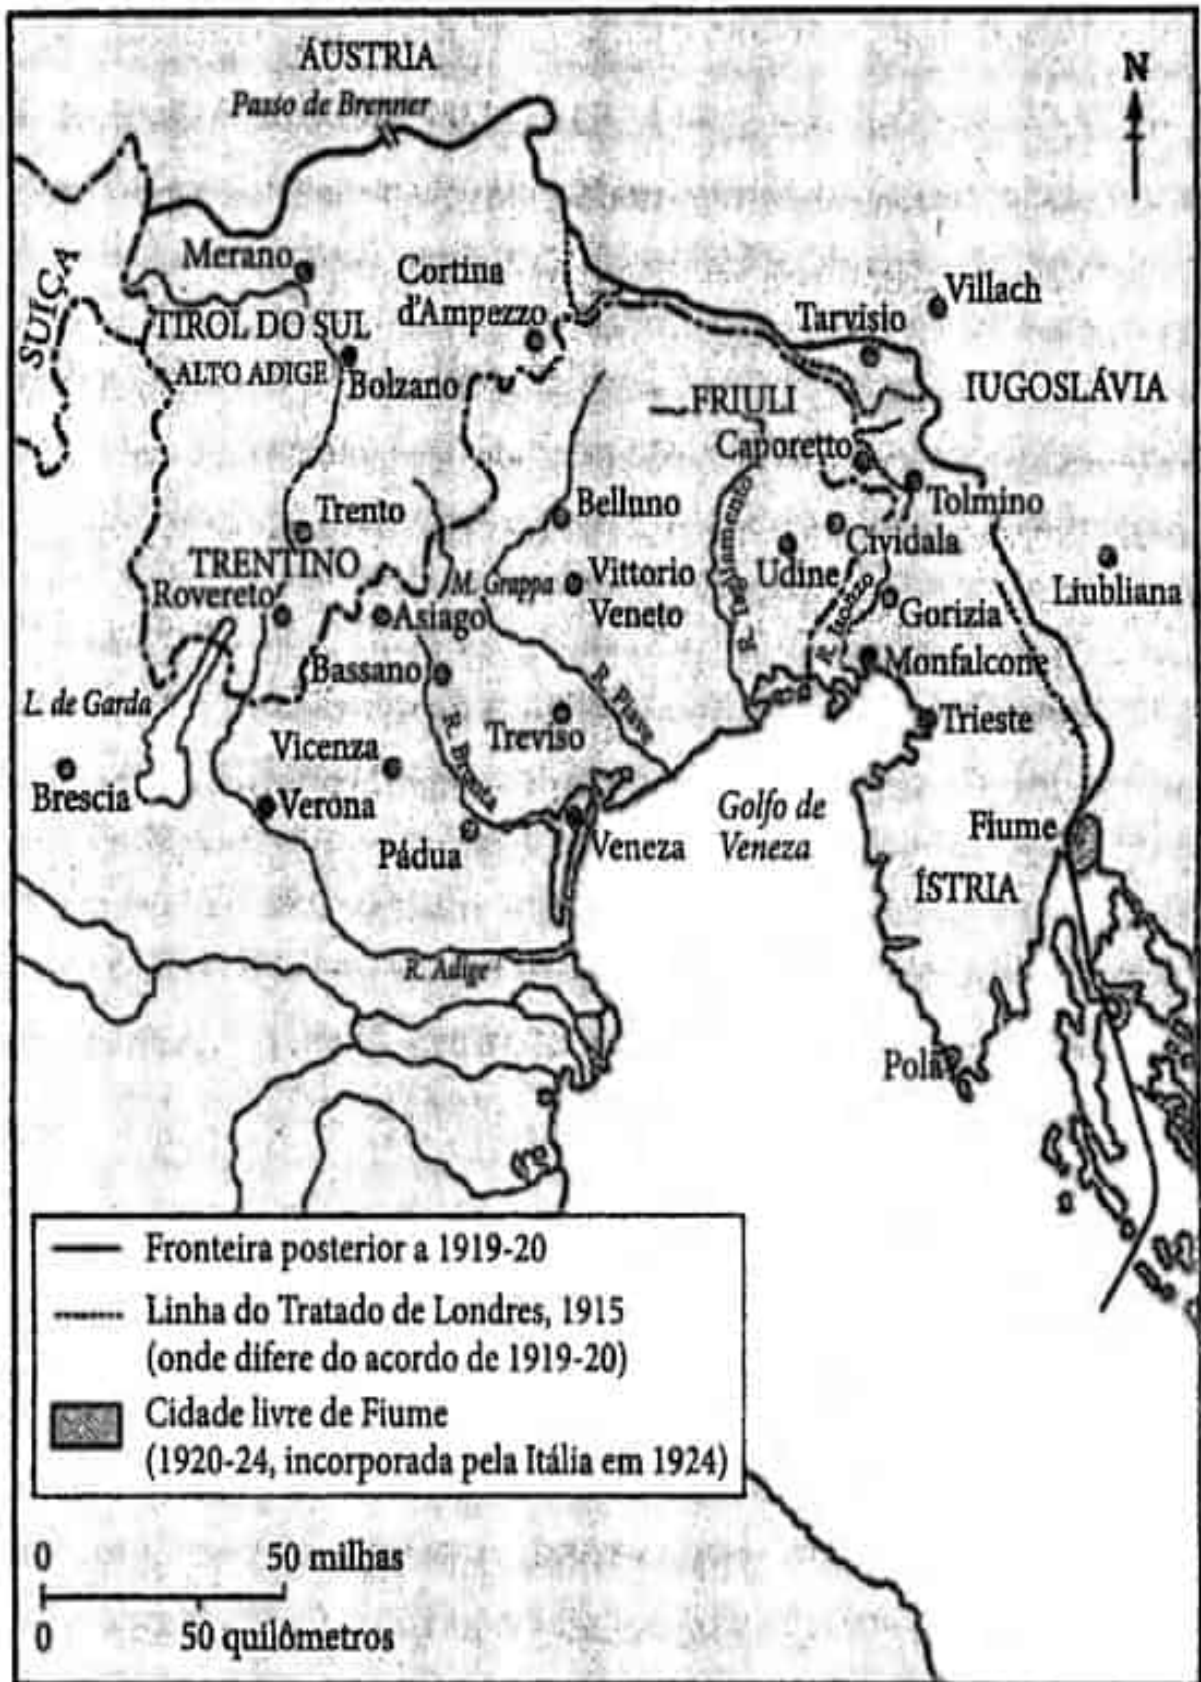 ÁUSTRIA
Passo de Brenner
N
SUÍÇA
Merano
Cortina
d'Ampezzo
Villach
Tarvisio
TIROL DO SUL
ALTO ADIGE
Bolzano
IUGOSLÁVIA
FRIULI
Caporetto
Tolmino
Trento
Belluno
R. Tagliamento
Cividala
Udine
TRENTINO
M. Grappa
Vittorio
Veneto
Liubliana
Rovereto
Asiago
R. Isonzo
Gorizia
Bassano
Monfalcone
L. de Garda
R. Piave
Trieste
Vicenza
R. Brenta
Treviso
Brescia
Verona
Golfo de
Veneza
Fiume
Pádua
Veneza
ÍSTRIA
R. Adige
Pola
Fronteira posterior a 1919-20
Linha do Tratado de Londres, 1915
(onde difere do acordo de 1919-20)
Cidade livre de Fiume
(1920-24, incorporada pela Itália em 1924)
0 50 milhas
0 50 quilômetros